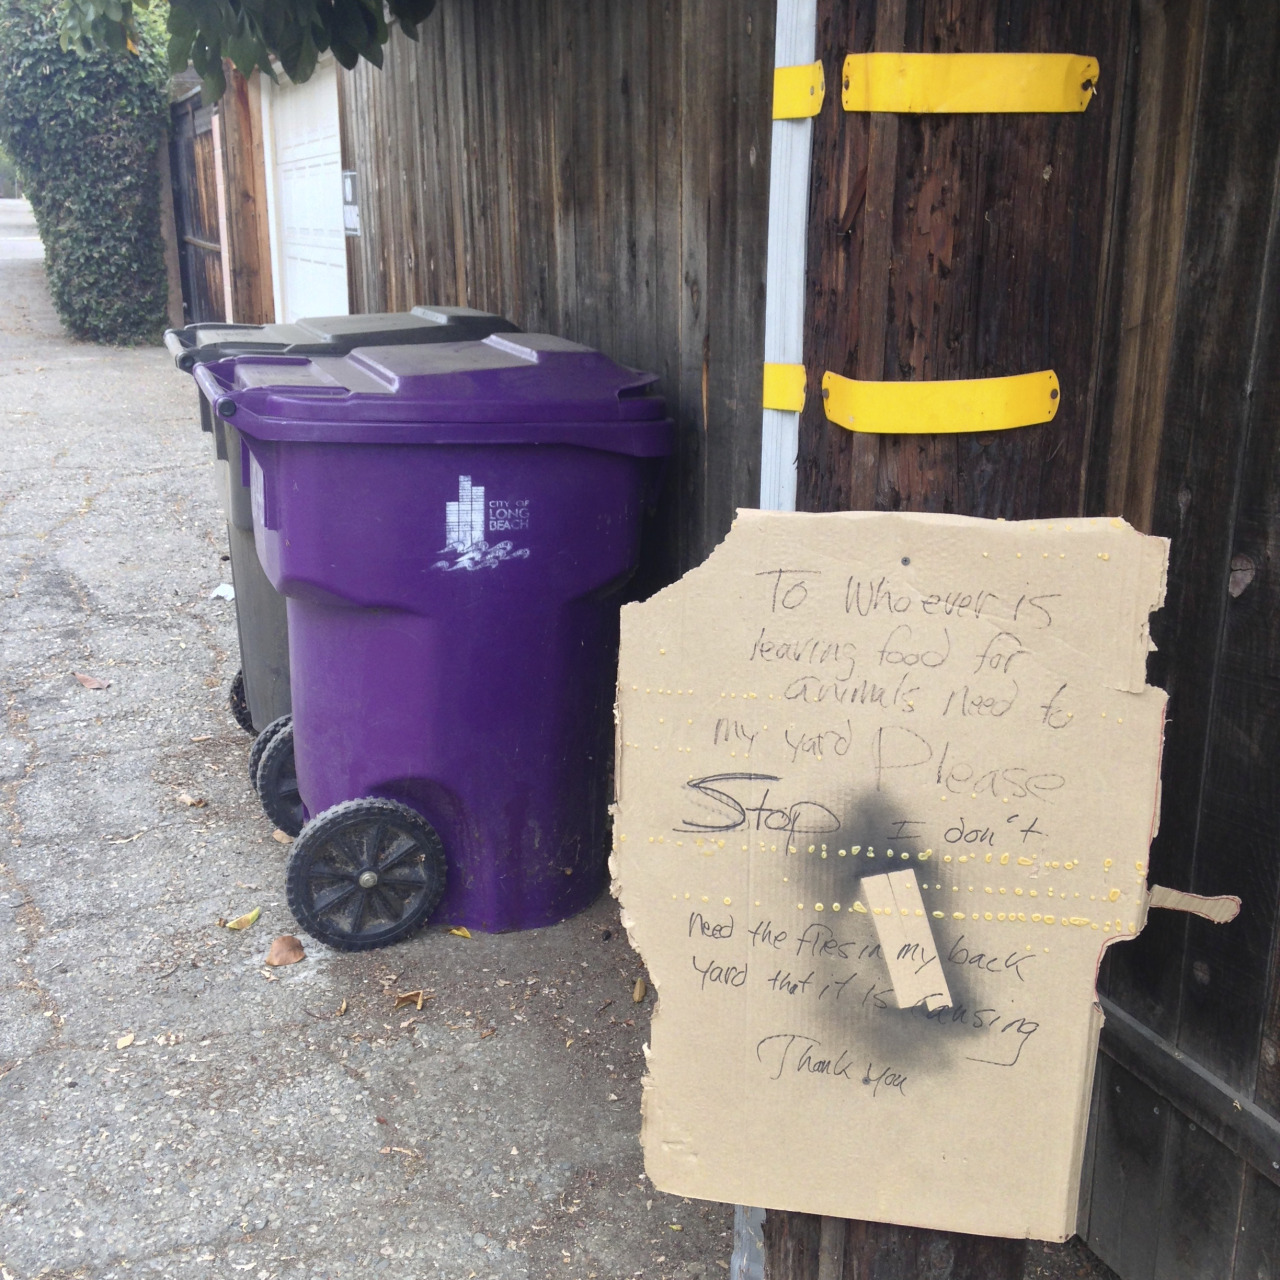 CITY OF
LONG
BEACH
To Whoever is
leaving food for
animals need to
my yard Please
Stop I don't
need the flies in my back
yard that it is causing
Thank you